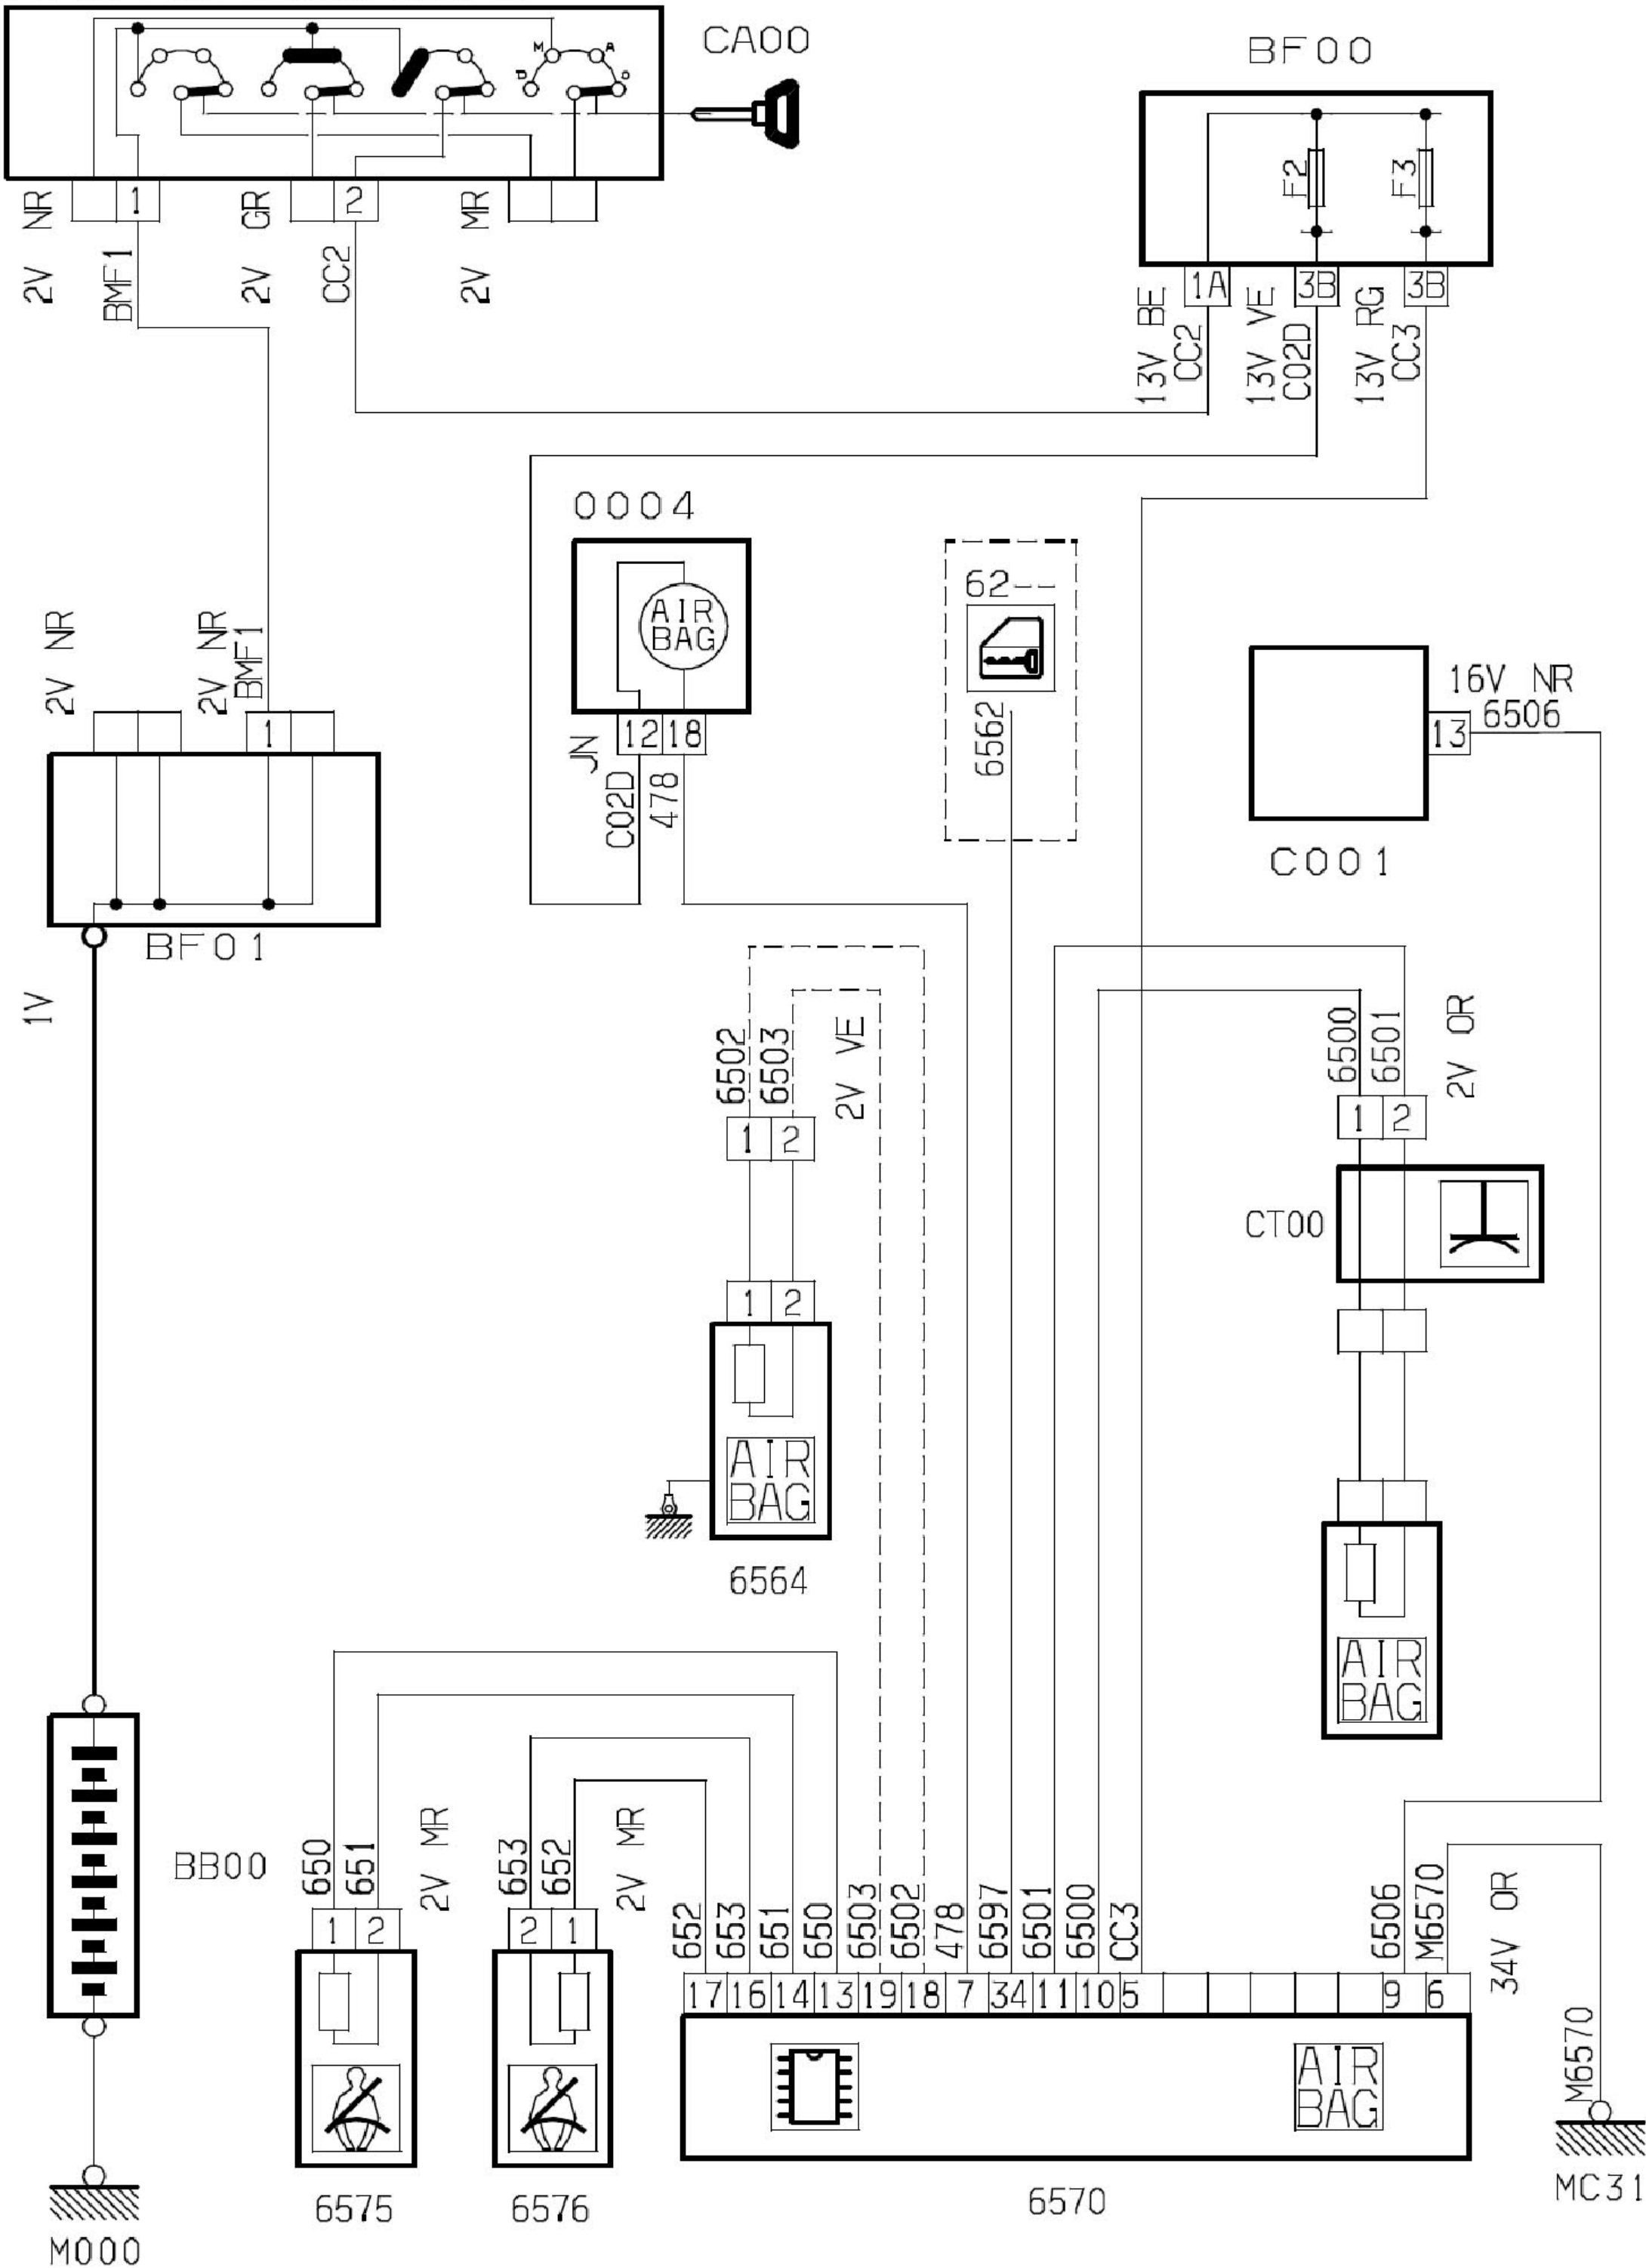 CA00
M
A
D
S
2V NR
1
BMF1
2V GR
2
CC2
2V MR
BF00
F2
F3
13V BE
1A
CC2
13V VE
3B
C02D
13V RG
3B
CC3
0004
AIR
BAG
JN
12
18
C02D
478
62--
6562
C001
13
16V NR
6506
2V NR
2V NR
BMF1
1
BF01
1V
6502
6503
2V VE
1
2
1
2
AIR
BAG
6564
6500
6501
2V OR
1
2
CT00
AIR
BAG
BB00
M000
650
651
2V MR
1
2
6575
653
652
2V MR
2
1
6576
652
653
651
650
6503
6502
478
6597
6501
6500
CC3
6506
M6570
34V OR
17
16
14
13
19
18
7
34
11
10
5
9
6
AIR
BAG
6570
M6570
MC31